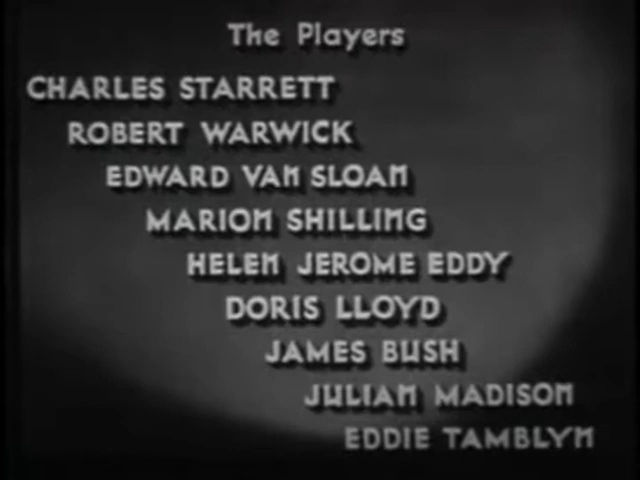 The Players
CHARLES STARRETT
ROBERT WARWICK
EDWARD VAN SLOAN
MARION SHILLING
HELEN JEROME EDDY
DORIS LLOYD
JAMES BUSH
JULIAN MADISON
EDDIE TAMBLYN